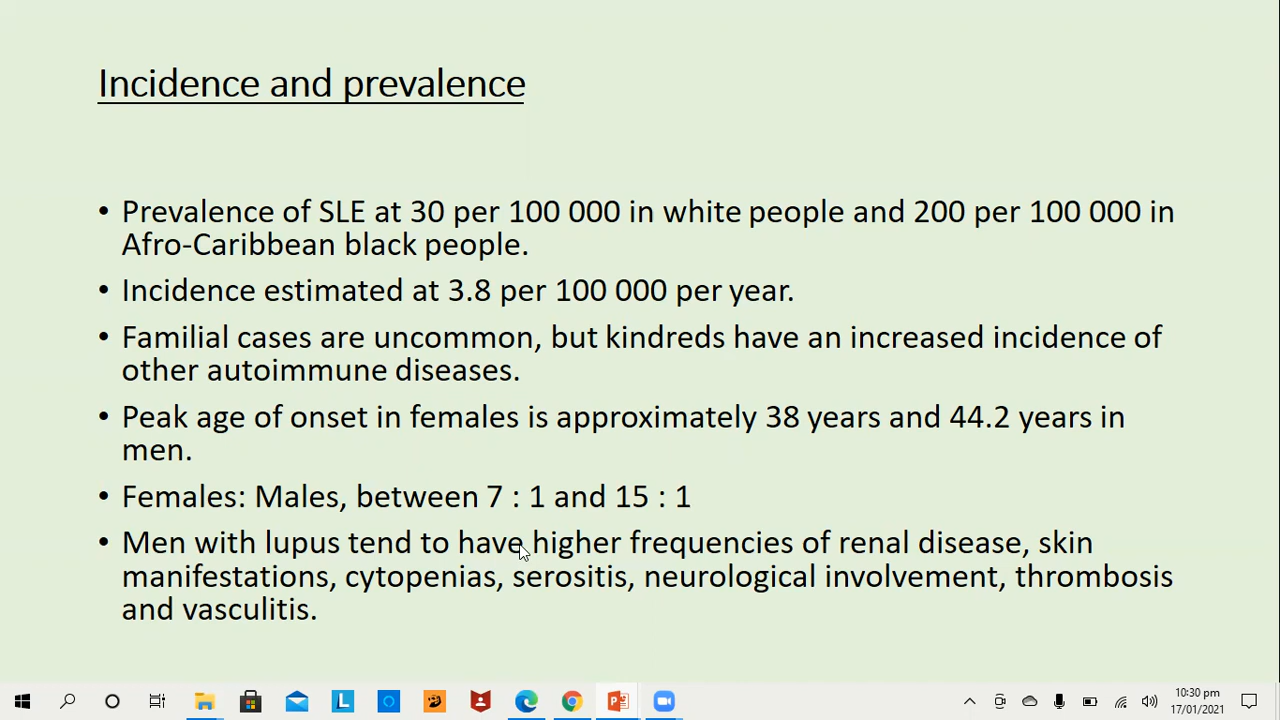 Incidence and prevalence
• Prevalence of SLE at 30 per 100 000 in white people and 200 per 100 000 in
Afro-Caribbean black people.
• Incidence estimated at 3.8 per 100 000 per year.
• Familial cases are uncommon, but kindreds have an increased incidence of
other autoimmune diseases.
• Peak age of onset in females is approximately 38 years and 44.2 years in
men.
• Females: Males, between 7 : 1 and 15 : 1
• Men with lupus tend to have higher frequencies of renal disease, skin
manifestations, cytopenias, serositis, neurological involvement, thrombosis
and vasculitis.
L
10:30 pm
17/01/2021